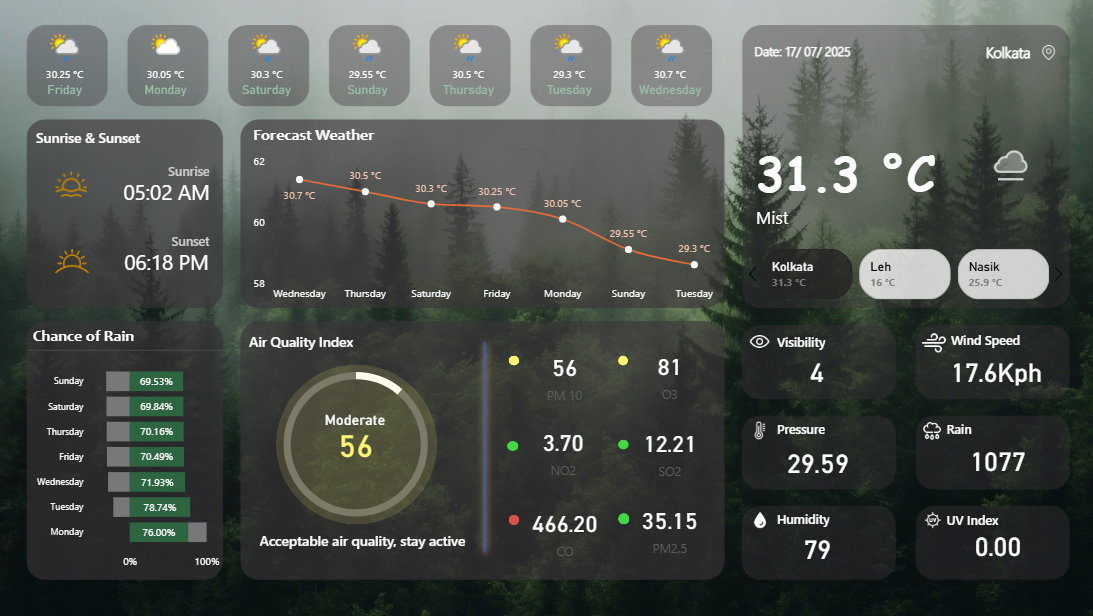 30.25 °C
Friday
30.05 °C
Monday
30.3 °C
Saturday
29.55 °C
Sunday
30.5 °C
Thursday
29.3 °C
Tuesday
30.7 °C
Wednesday
Date: 17/ 07/ 2025
Kolkata
31.3 °C
Mist
Kolkata
31.3 °C
Leh
16 °C
Nasik
25.9 °C
Sunrise & Sunset
Sunrise
05:02 AM
Sunset
06:18 PM
Forecast Weather
62
60
58
30.7 °C
30.5 °C
30.3 °C
30.25 °C
30.05 °C
29.55 °C
29.3 °C
Wednesday Thursday Saturday Friday Monday Sunday Tuesday
Chance of Rain
Sunday 69.53%
Saturday 69.84%
Thursday 70.16%
Friday 70.49%
Wednesday 71.93%
Tuesday 78.74%
Monday 76.00%
0% 100%
Air Quality Index
Moderate
56
Acceptable air quality, stay active
56
PM 10
81
O3
3.70
NO2
12.21
SO2
466.20
CO
35.15
PM2.5
Visibility
4
Wind Speed
17.6Kph
Pressure
29.59
Rain
1077
Humidity
79
UV
UV Index
0.00